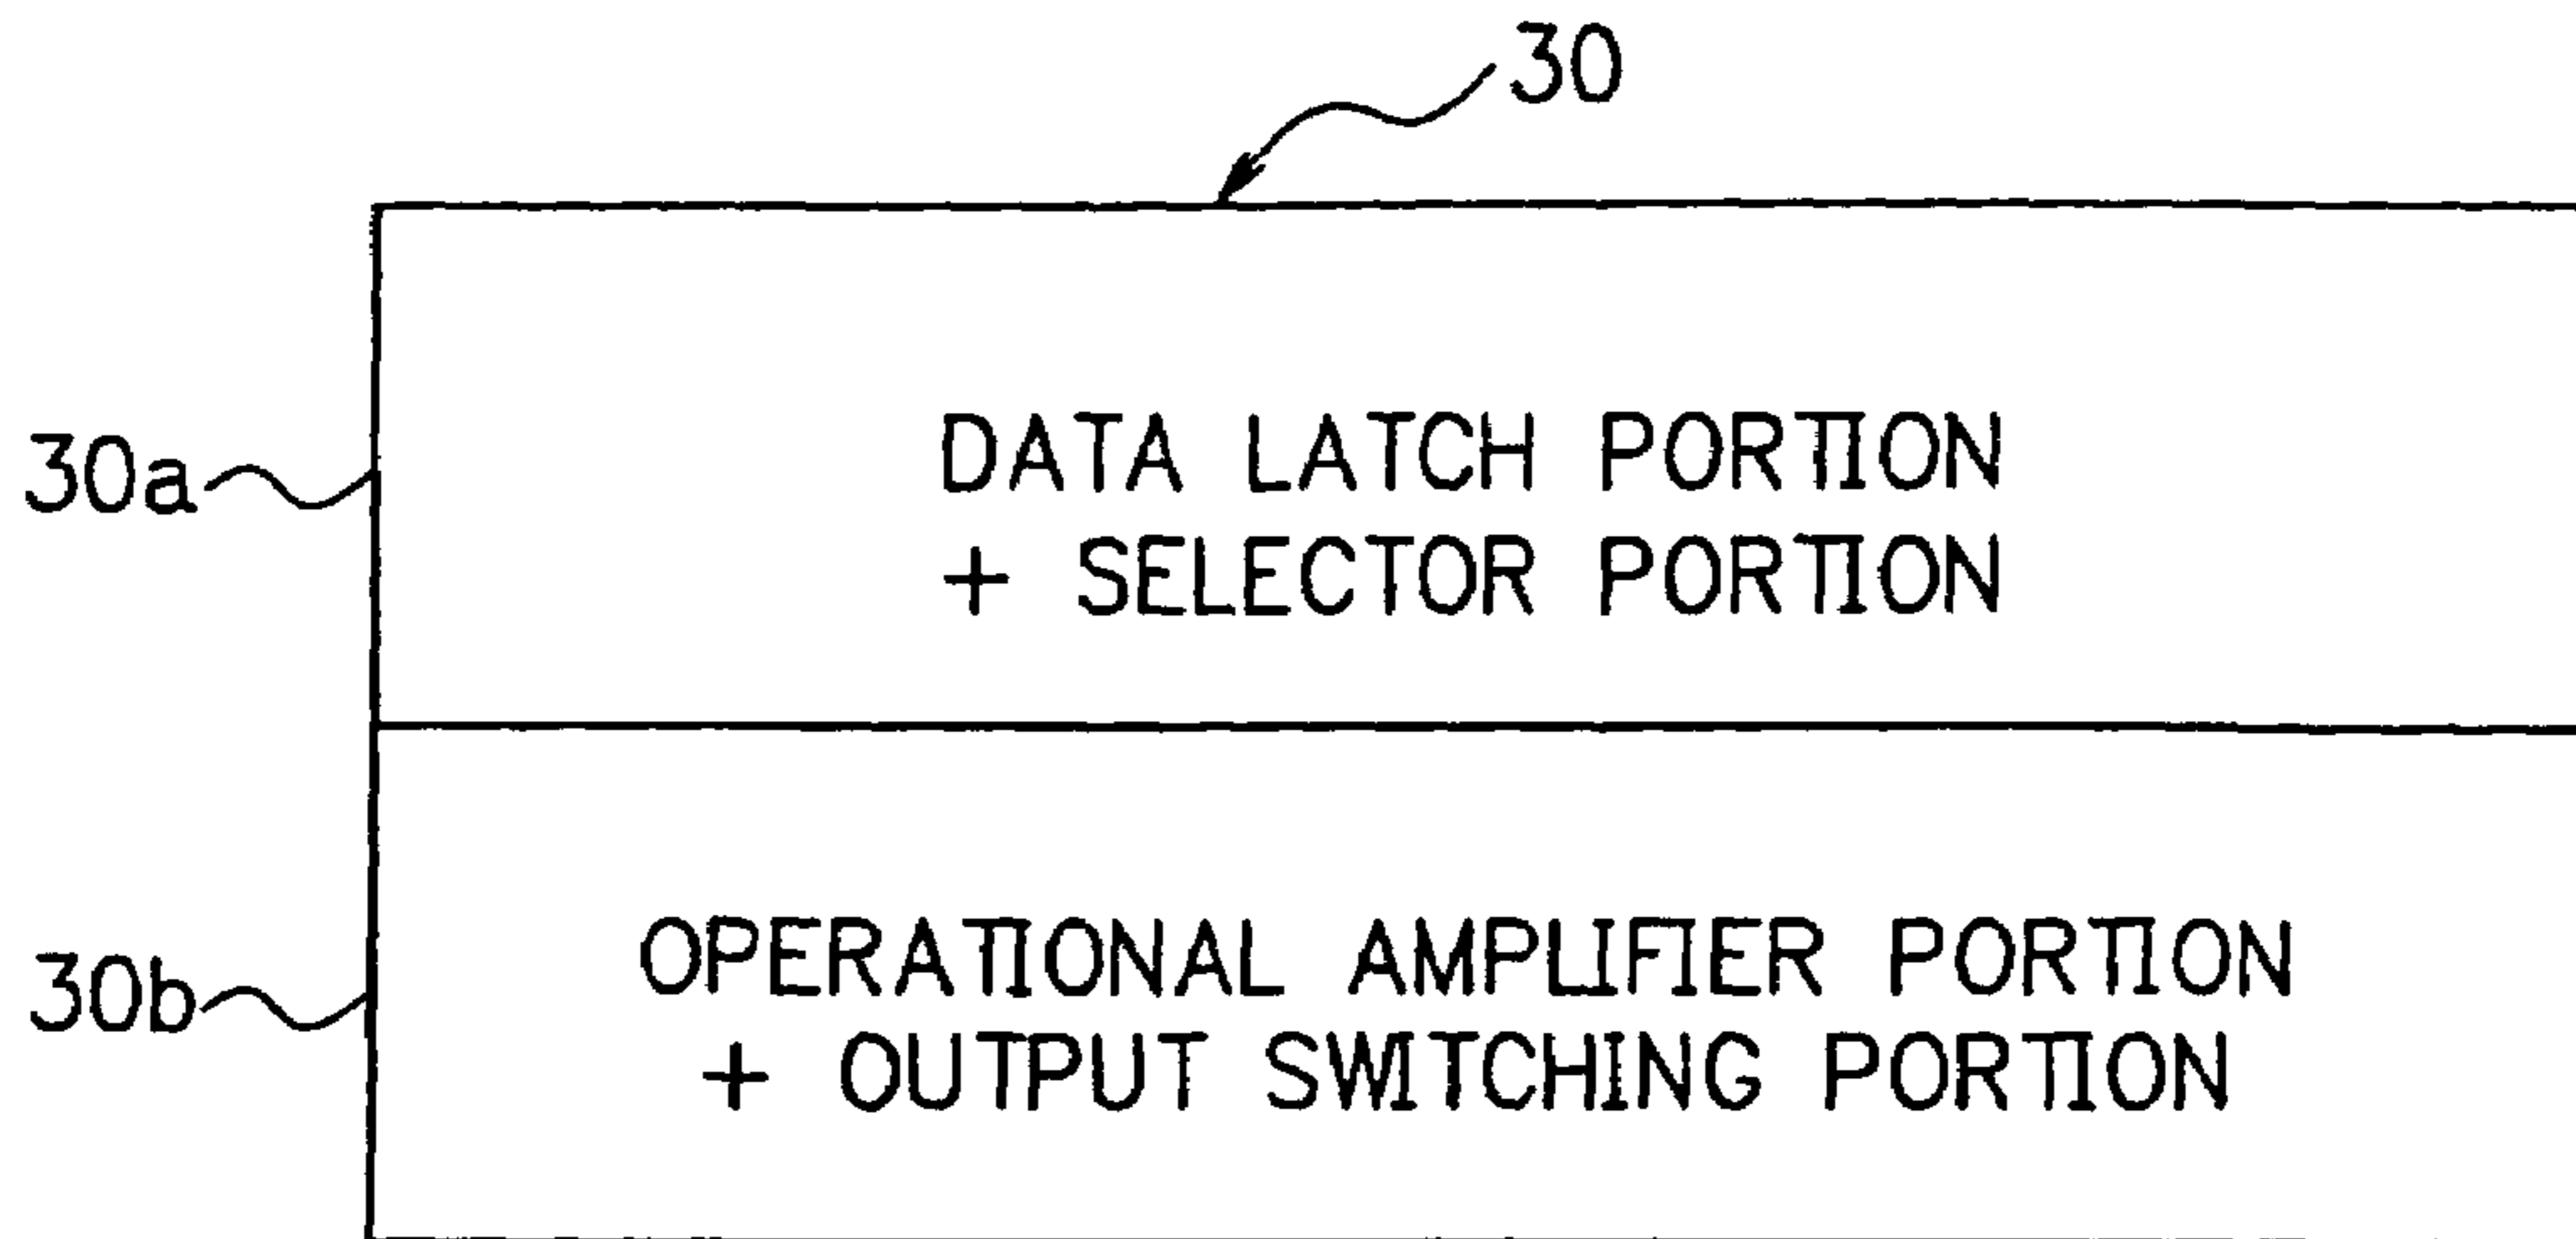 30
30a
DATA LATCH PORTION
+ SELECTOR PORTION
30b
OPERATIONAL AMPLIFIER PORTION
+ OUTPUT SWITCHING PORTION